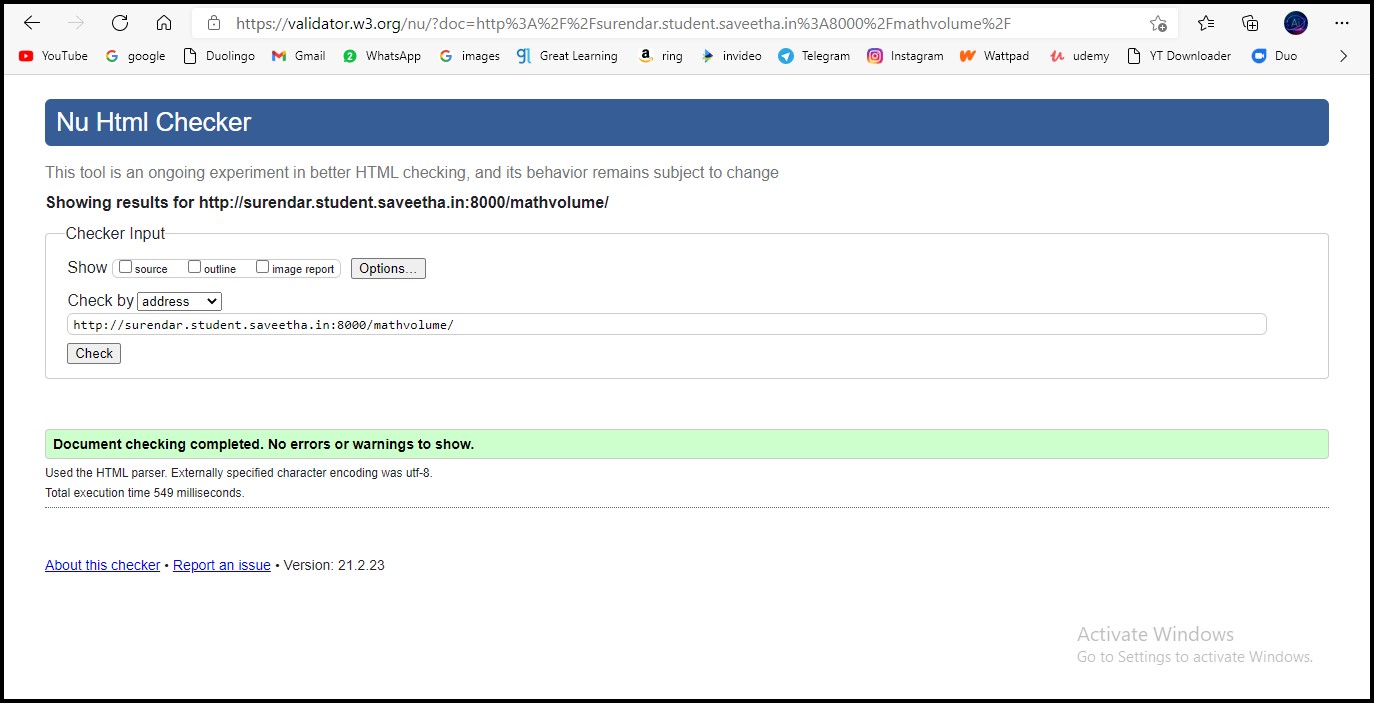 https://validator.w3.org/nu/?doc=http%3A%2F%2Fsurendar.student.saveetha.in%3A8000%2Fmathvolume%2F
YouTube google Duolingo Gmail 2 WhatsApp images gl Great Learning a ring invideo Telegram Instagram Wattpad udemy YT Downloader Duo
Nu Html Checker
This tool is an ongoing experiment in better HTML checking, and its behavior remains subject to change
Showing results for http://surendar.student.saveetha.in:8000/mathvolume/
Checker Input
Show source outline image report Options...
Check by address
http://surendar.student.saveetha.in:8000/mathvolume/
Check
Document checking completed. No errors or warnings to show.
Used the HTML parser. Externally specified character encoding was utf-8.
Total execution time 549 milliseconds.
About this checker • Report an issue • Version: 21.2.23
Activate Windows
Go to Settings to activate Windows.